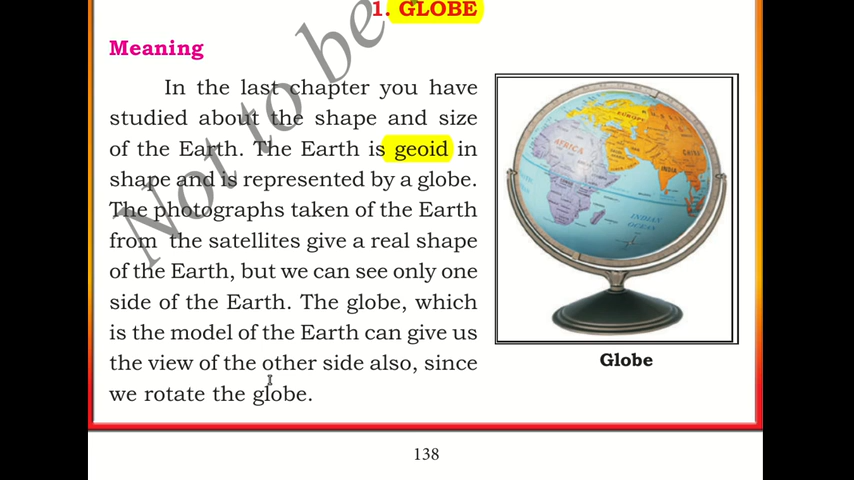 1. GLOBE
Meaning
In the last chapter you have
studied about the shape and size
of the Earth. The Earth is geoid in
shape and is represented by a globe.
The photographs taken of the Earth
from the satellites give a real shape
of the Earth, but we can see only one
side of the Earth. The globe, which
is the model of the Earth can give us
the view of the other side also, since
we rotate the globe.
Not to be
AFRICA
EUROPE
CHINA
INDIA
INDIAN
OCEAN
Globe
138